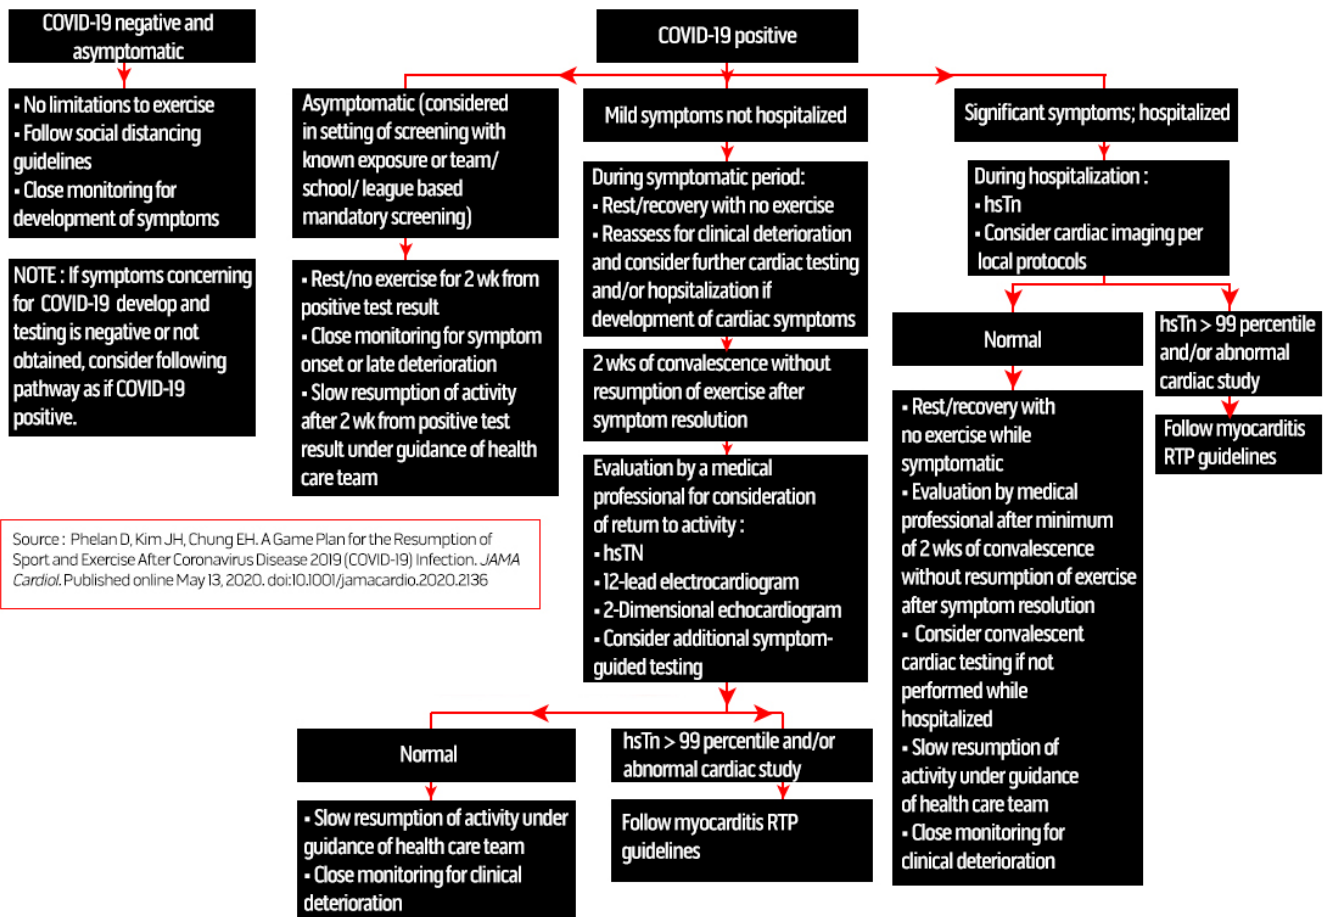 COVID-19 negative and
asymptomatic
▪ No limitations to exercise
▪ Follow social distancing
guidelines
▪ Close monitoring for
development of symptoms
NOTE : If symptoms concerning
for COVID-19 develop and
testing is negative or not
obtained, consider following
pathway as if COVID-19
positive.
COVID-19 positive
Asymptomatic (considered
in setting of screening with
known exposure or team/
school/ league based
mandatory screening)
▪ Rest/no exercise for 2 wk from
positive test result
▪ Close monitoring for symptom
onset or late deterioration
▪ Slow resumption of activity
after 2 wk from positive test
result under guidance of health
care team
Mild symptoms not hospitalized
During symptomatic period:
▪ Rest/recovery with no exercise
▪ Reassess for clinical deterioration
and consider further cardiac testing
and/or hopsitalization if
development of cardiac symptoms
2 wks of convalescence without
resumption of exercise after
symptom resolution
Evaluation by a medical
professional for consideration
of return to activity :
▪ hsTN
▪ 12-lead electrocardiogram
▪ 2-Dimensional echocardiogram
▪ Consider additional symptom-
guided testing
Normal
▪ Slow resumption of activity under
guidance of health care team
▪ Close monitoring for clinical
deterioration
hsTn > 99 percentile and/or
abnormal cardiac study
Follow myocarditis RTP
guidelines
Significant symptoms; hospitalized
During hospitalization :
▪ hsTn
▪ Consider cardiac imaging per
local protocols
Normal
▪ Rest/recovery with
no exercise while
symptomatic
▪ Evaluation by medical
professional after minimum
of 2 wks of convalescence
without resumption of exercise
after symptom resolution
▪ Consider convalescent
cardiac testing if not
performed while
hospitalized
▪ Slow resumption of
activity under guidance
of health care team
▪ Close monitoring for
clinical deterioration
hsTn > 99 percentile
and/or abnormal
cardiac study
Follow myocarditis
RTP guidelines
Source : Phelan D, Kim JH, Chung EH. A Game Plan for the Resumption of
Sport and Exercise After Coronavirus Disease 2019 (COVID-19) Infection. JAMA
Cardiol. Published online May 13, 2020. doi:10.1001/jamacardio.2020.2136